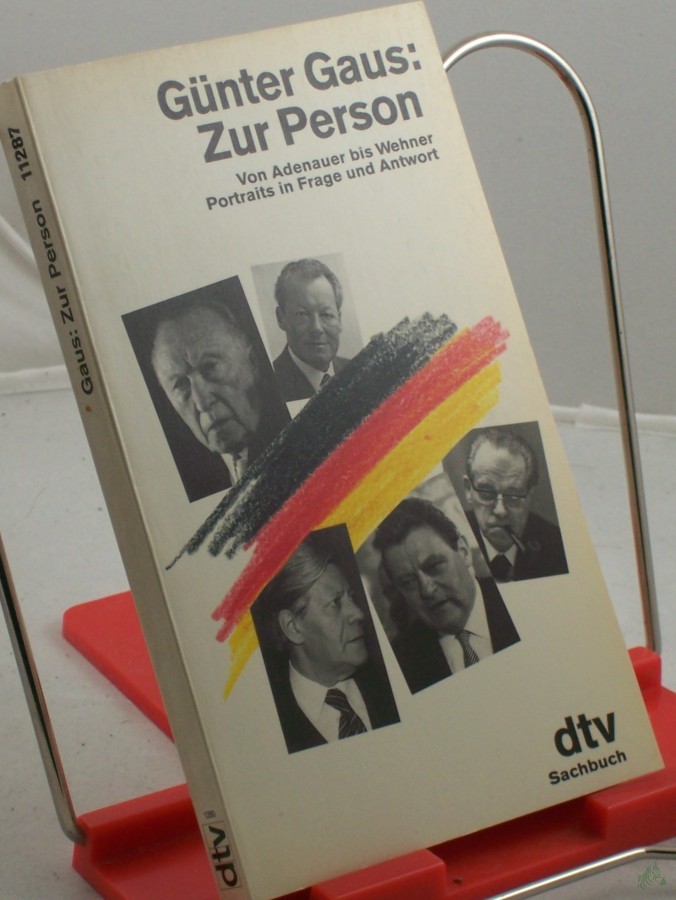 Günter Gaus:
Zur Person
Von Adenauer bis Wehner
Portraits in Frage und Antwort
dtv
Sachbuch
Gaus: Zur Person 11287
dtv